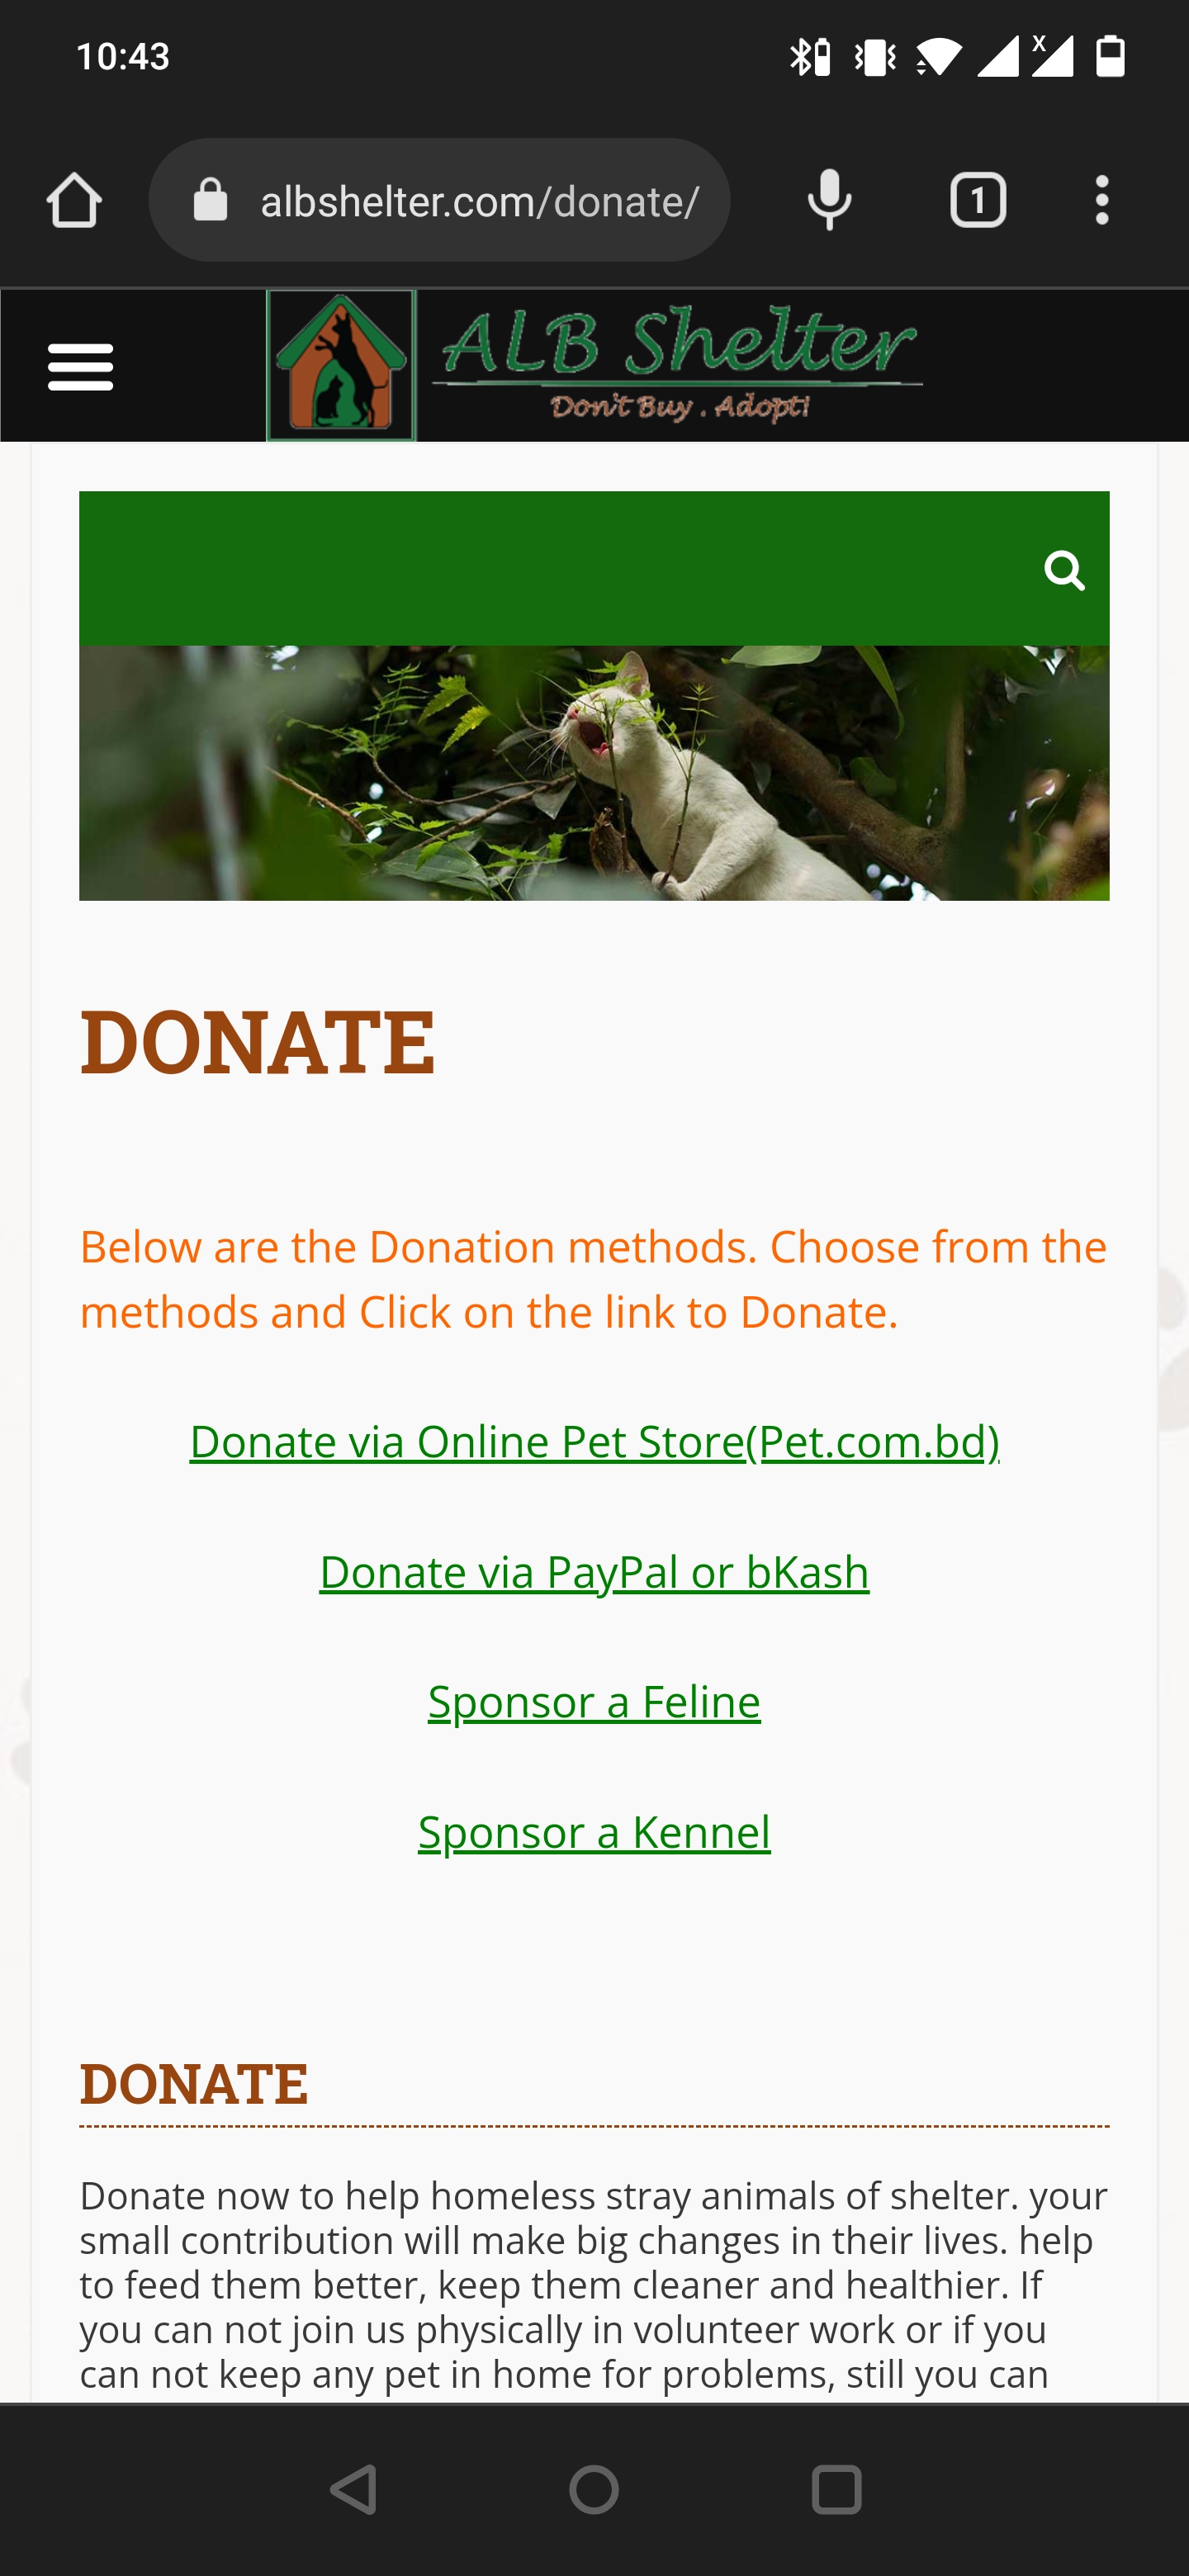 10:43
x
albshelter.com/donate/
1
ALB Shelter
Don't Buy . Adopt!
DONATE
Below are the Donation methods. Choose from the
methods and Click on the link to Donate.
Donate via Online Pet Store(Pet.com.bd)
Donate via PayPal or bKash
Sponsor a Feline
Sponsor a Kennel
DONATE
Donate now to help homeless stray animals of shelter. your
small contribution will make big changes in their lives. help
to feed them better, keep them cleaner and healthier. If
you can not join us physically in volunteer work or if you
can not keep any pet in home for problems, still you can